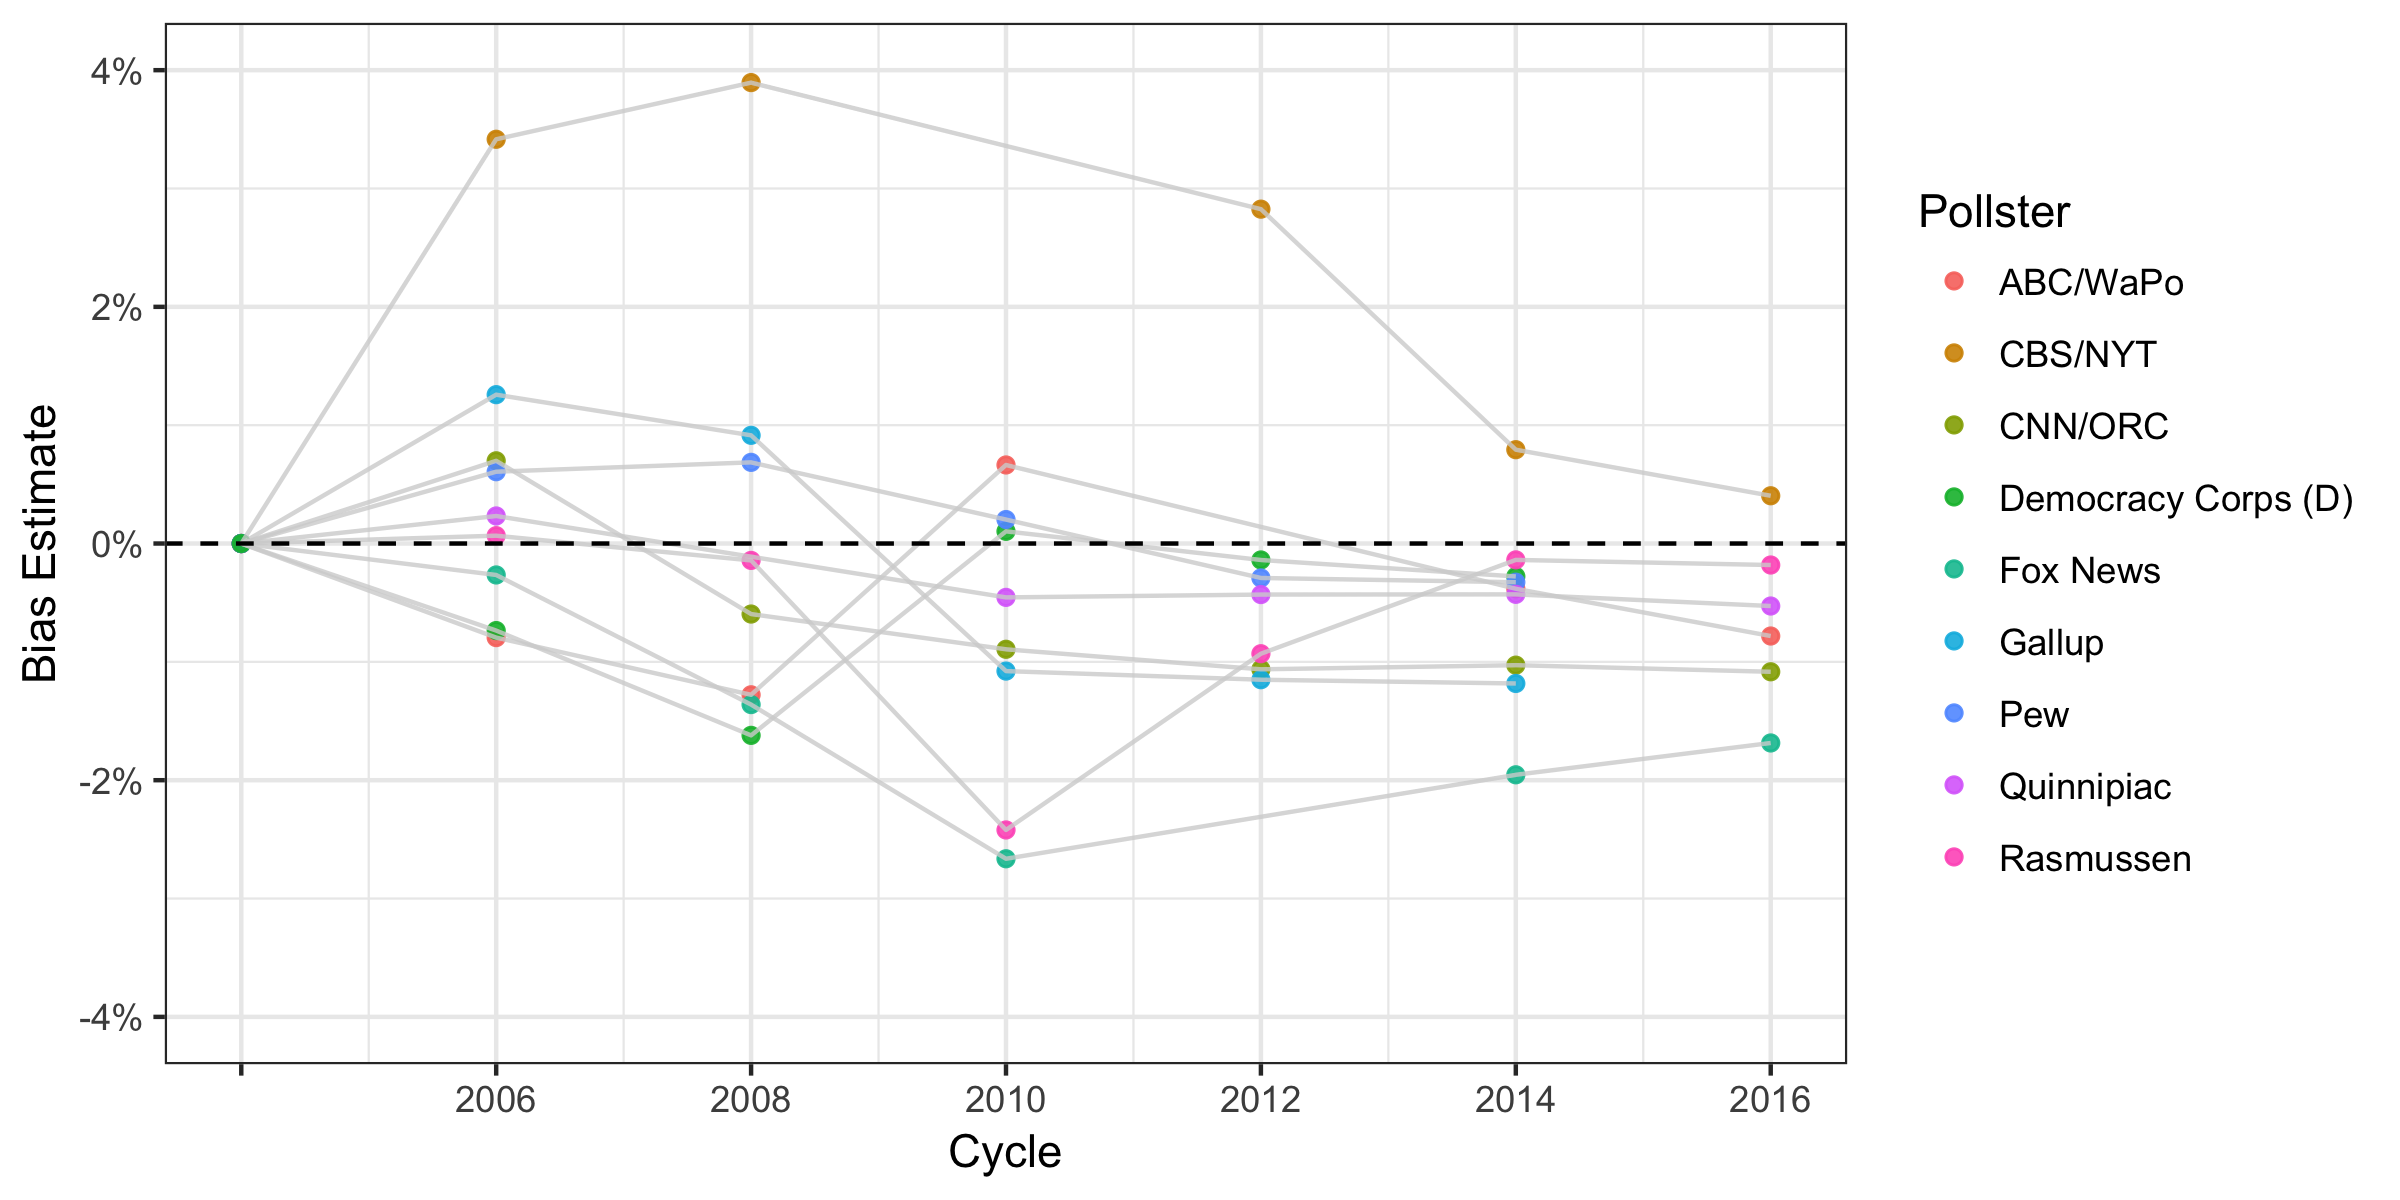 4%
2%
0%
-2%
-4%
Bias Estimate
2006 2008 2010 2012 2014 2016
Cycle
Pollster
ABC/WaPo
CBS/NYT
CNN/ORC
Democracy Corps (D)
Fox News
Gallup
Pew
Quinnipiac
Rasmussen